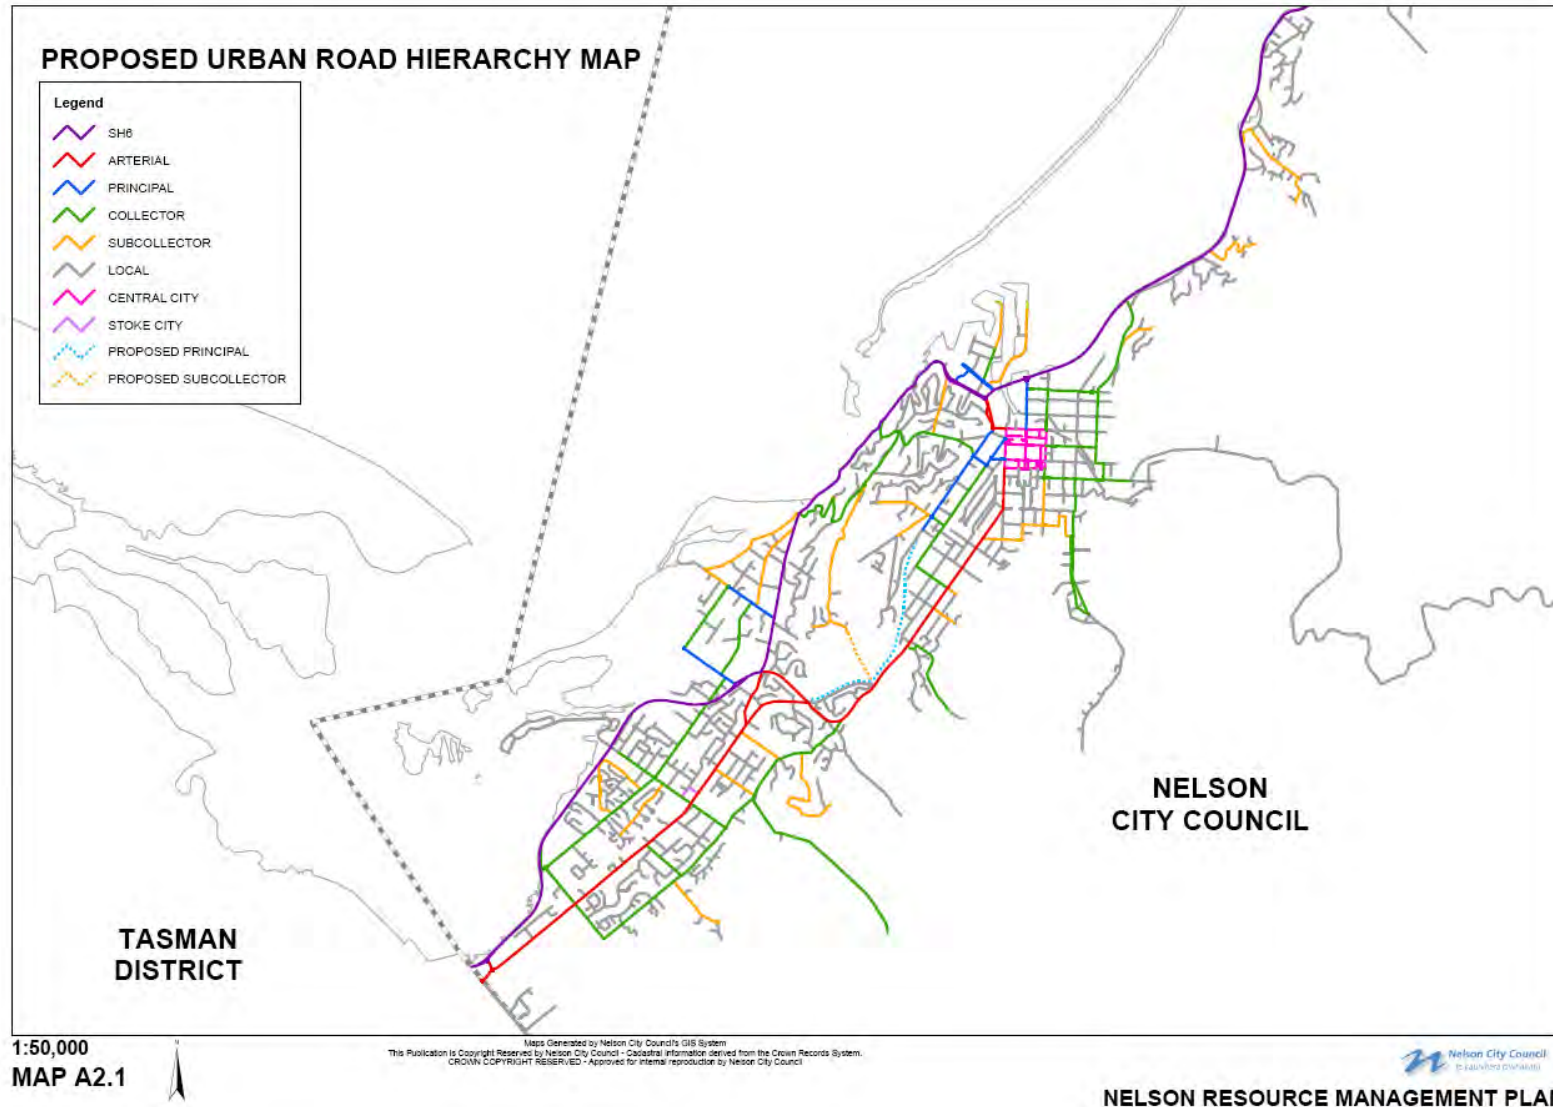 PROPOSED URBAN ROAD HIERARCHY MAP
Legend
SH6
ARTERIAL
PRINCIPAL
COLLECTOR
SUBCOLLECTOR
LOCAL
CENTRAL CITY
STOKE CITY
PROPOSED PRINCIPAL
PROPOSED SUBCOLLECTOR
NELSON
CITY COUNCIL
TASMAN
DISTRICT
1:50,000
MAP A2.1
N
Maps Generated by Nelson City Council's GIS System
This Publication is Copyright Reserved by Nelson City Council - Cadastral Information derived from the Crown Records System.
CROWN COPYRIGHT RESERVED - Approved for internal reproduction by Nelson City Council
Nelson City Council
NELSON RESOURCE MANAGEMENT PLAN